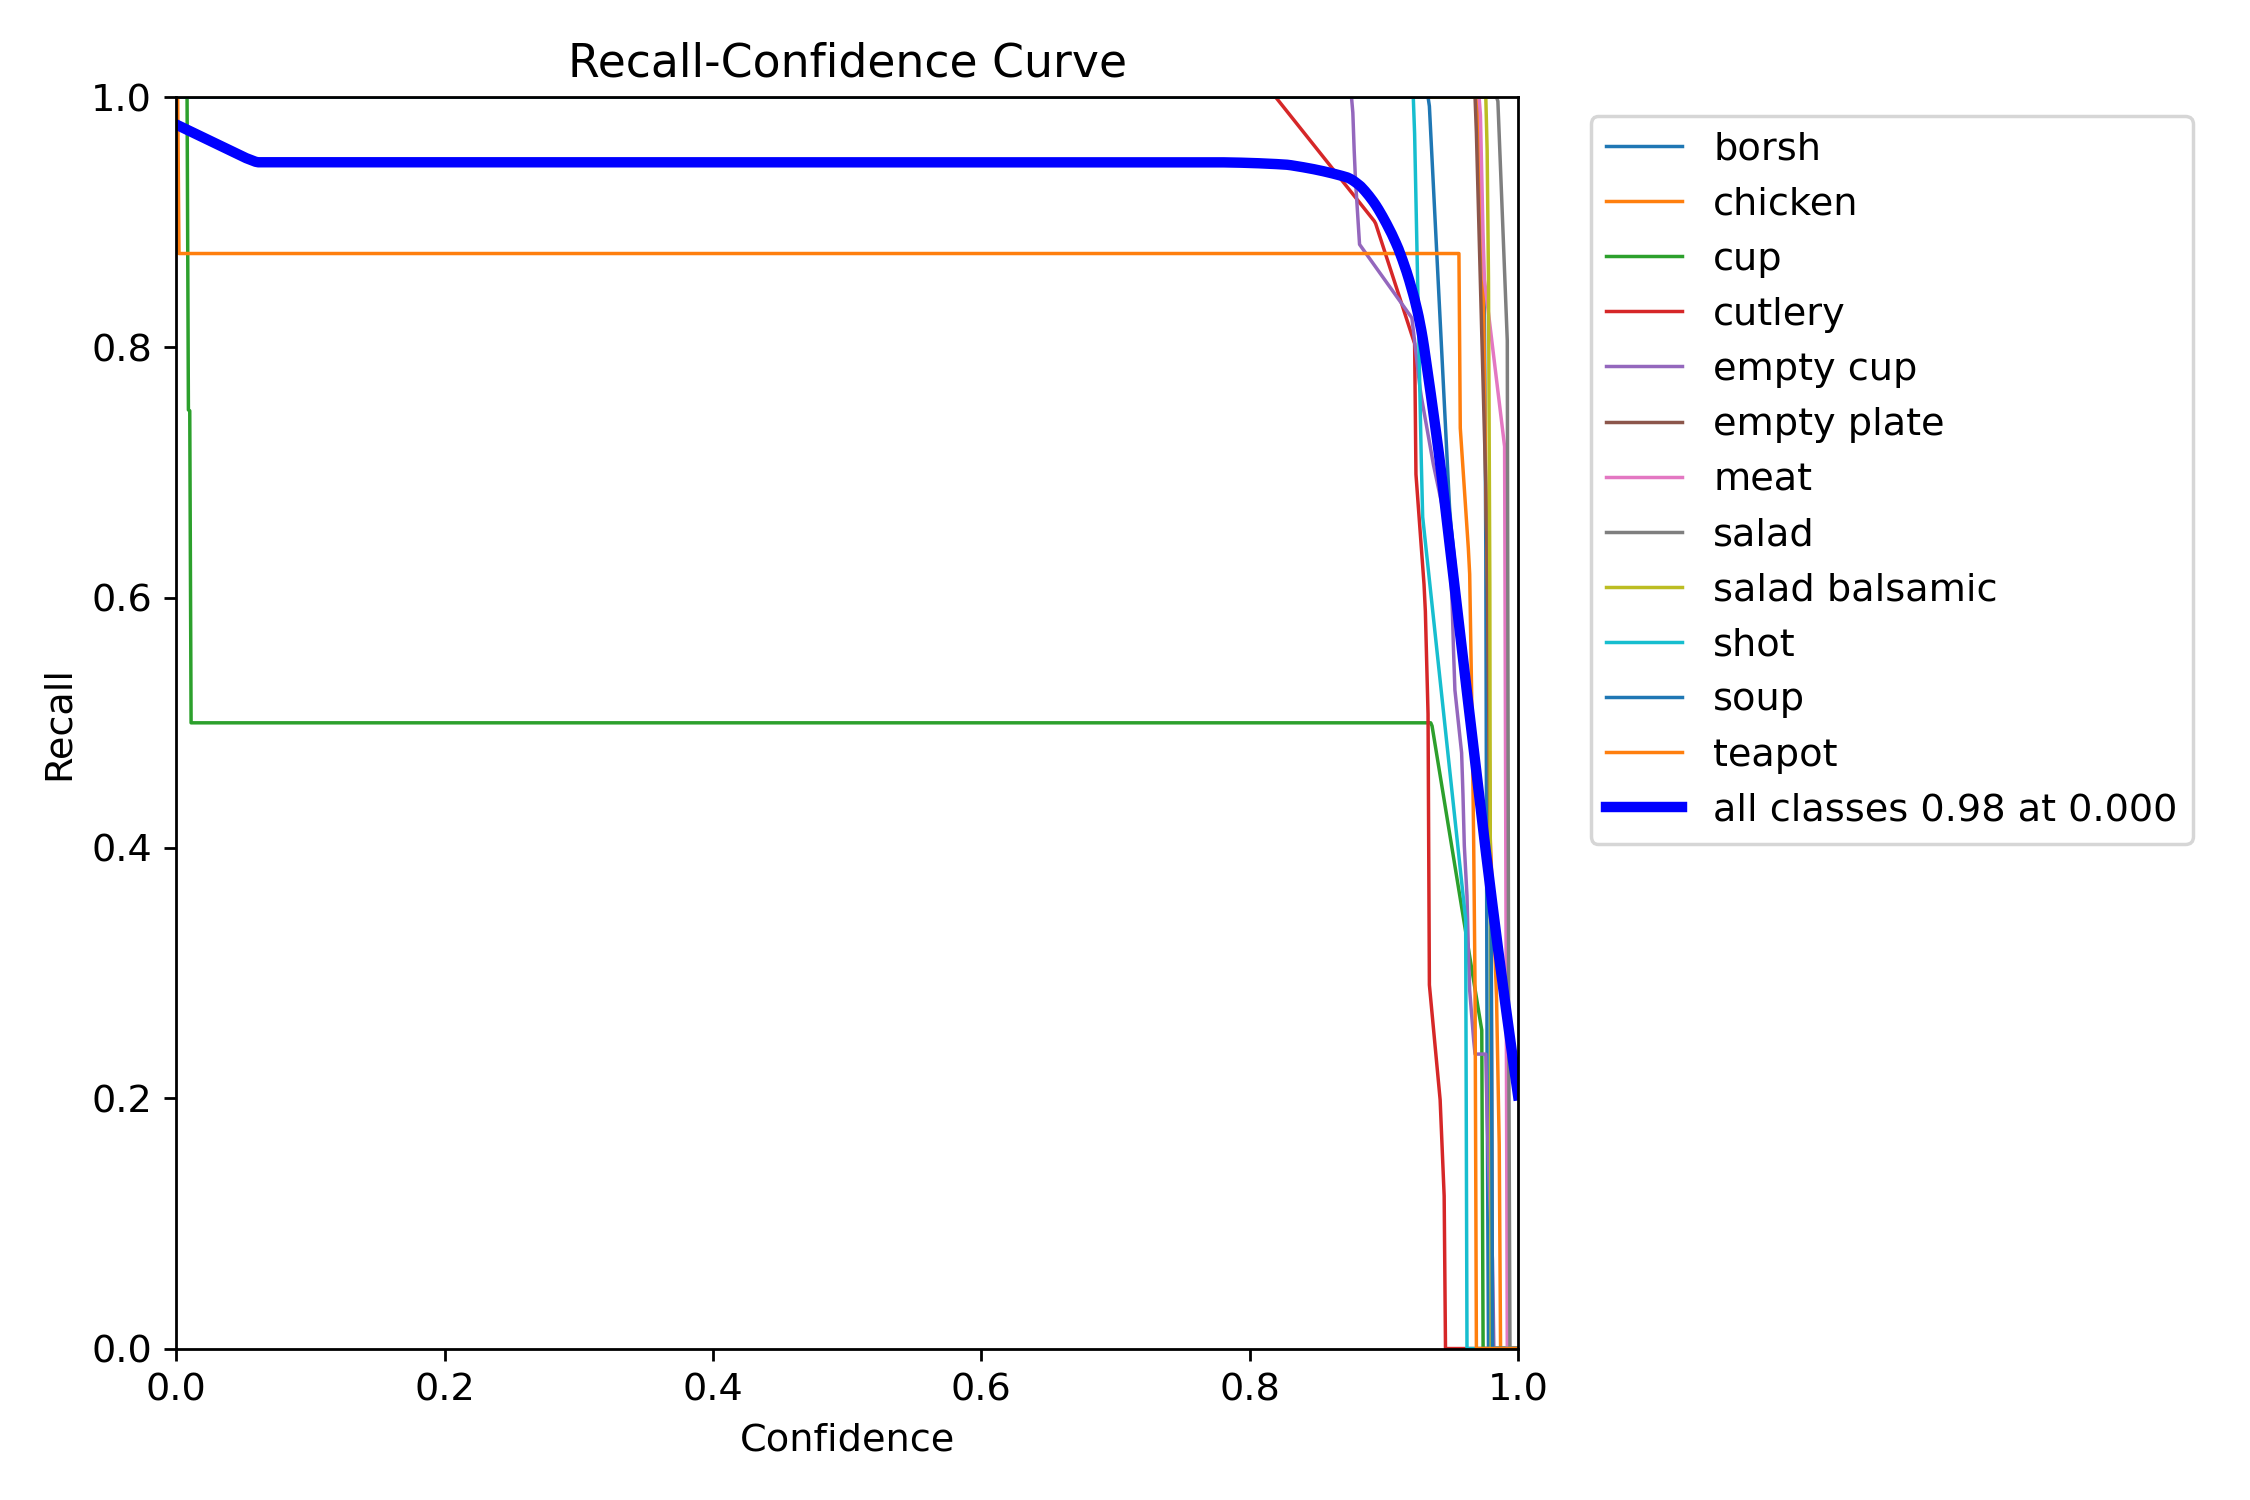 Recall-Confidence Curve
1.0
0.8
0.6
0.4
0.2
0.0
Recall
0.0 0.2 0.4 0.6 0.8 1.0
Confidence
borsh
chicken
cup
cutlery
empty cup
empty plate
meat
salad
salad balsamic
shot
soup
teapot
all classes 0.98 at 0.000